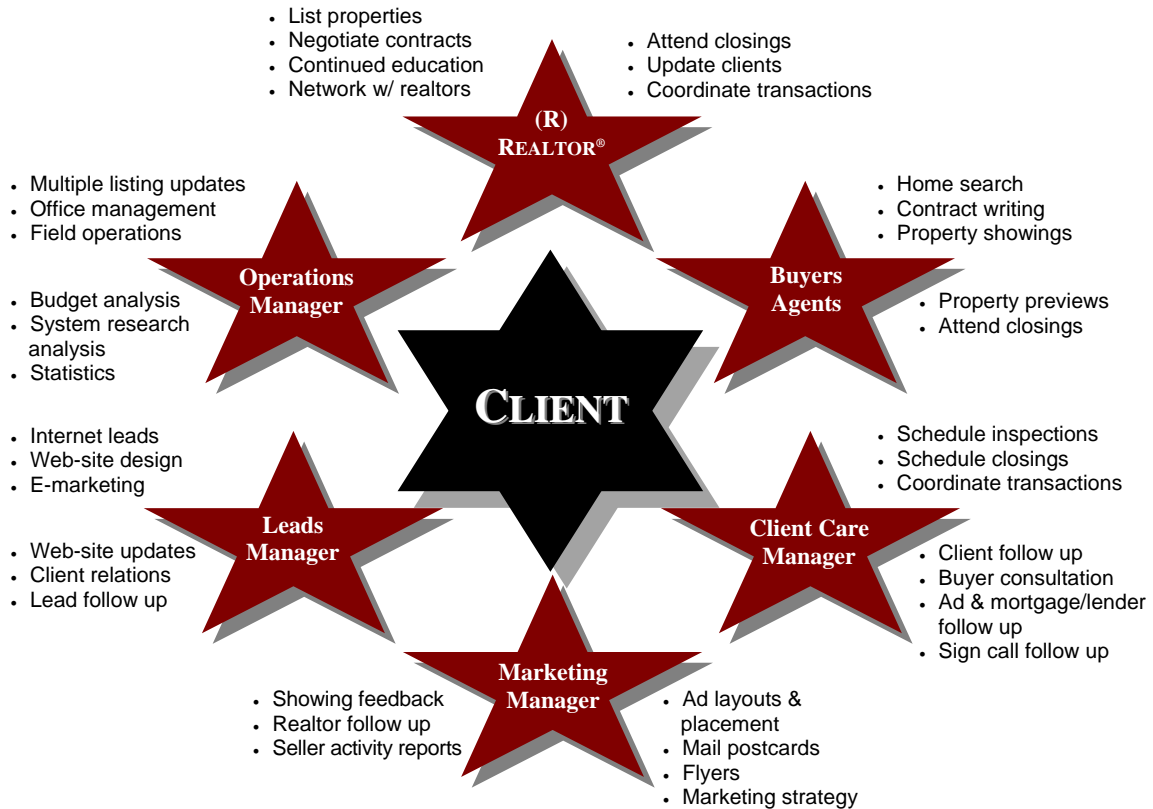 • List properties
• Negotiate contracts
• Continued education
• Network w/ realtors
• Attend closings
• Update clients
• Coordinate transactions
(R)
REALTOR®
• Multiple listing updates
• Office management
• Field operations
• Budget analysis
• System research
analysis
• Statistics
Operations
Manager
• Home search
• Contract writing
• Property showings
• Property previews
• Attend closings
Buyers
Agents
CLIENT
• Internet leads
• Web-site design
• E-marketing
• Web-site updates
• Client relations
• Lead follow up
Leads
Manager
• Schedule inspections
• Schedule closings
• Coordinate transactions
• Client follow up
• Buyer consultation
• Ad & mortgage/lender
follow up
• Sign call follow up
Client Care
Manager
Marketing
Manager
• Showing feedback
• Realtor follow up
• Seller activity reports
• Ad layouts &
placement
• Mail postcards
• Flyers
• Marketing strategy